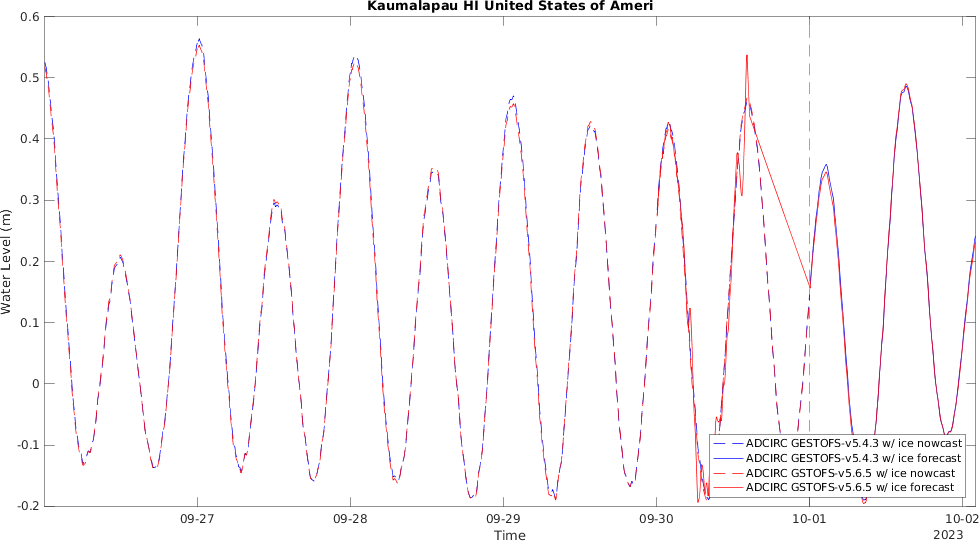 Kaumalapau HI United States of Ameri
Water Level (m)
0.6
0.5
0.4
0.3
0.2
0.1
0
-0.1
-0.2
ADCIRC GESTOFS-v5.4.3 w/ ice nowcast
ADCIRC GESTOFS-v5.4.3 w/ ice forecast
ADCIRC GSTOFS-v5.6.5 w/ ice nowcast
ADCIRC GSTOFS-v5.6.5 w/ ice forecast
09-27 09-28 09-29 09-30 10-01 10-02
Time 2023